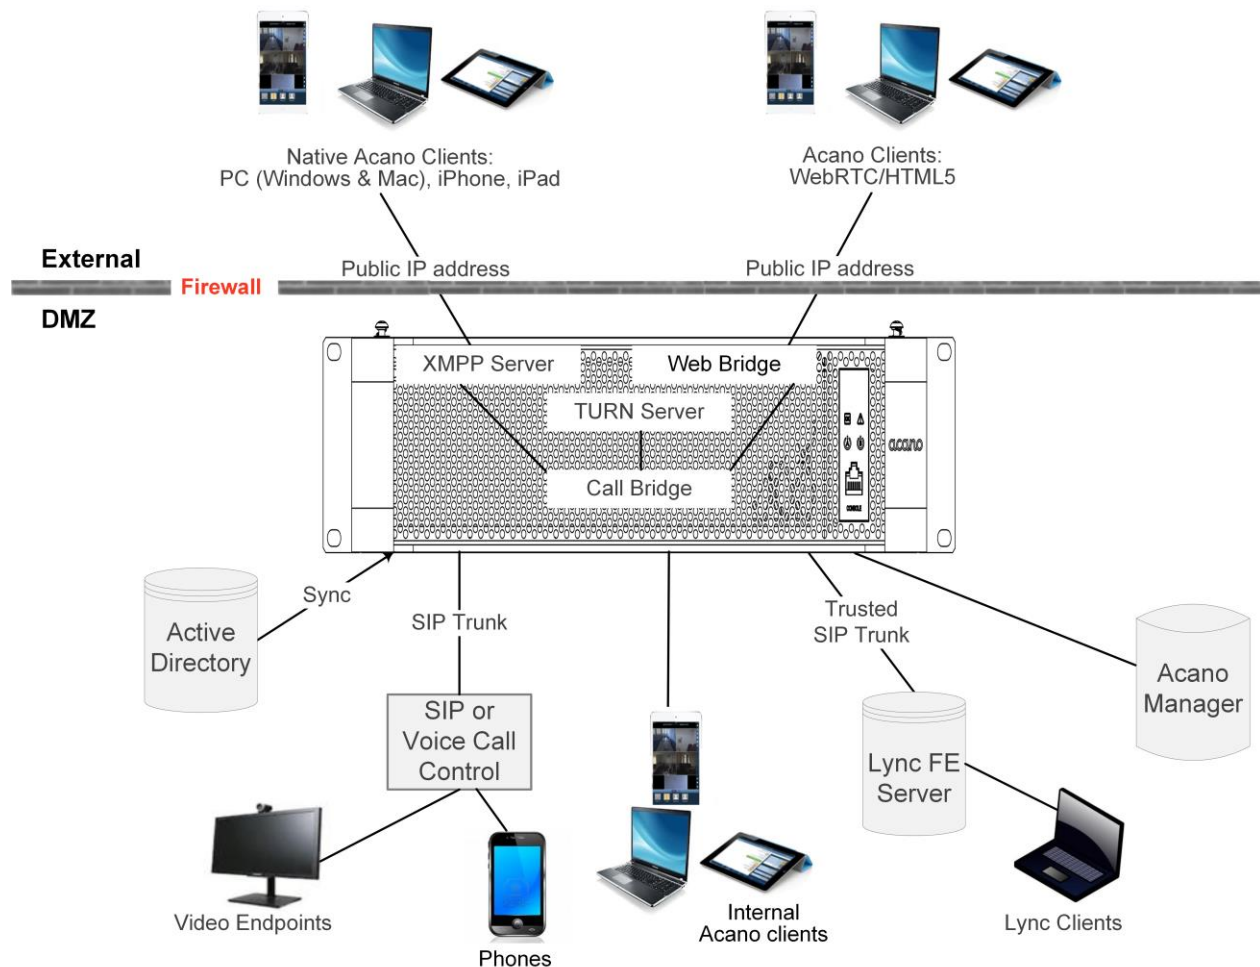 Native Acano Clients:
PC (Windows & Mac), iPhone, iPad
Acano Clients:
WebRTC/HTML5
External
Public IP address
Public IP address
Firewall
DMZ
XMPP Server
Web Bridge
TURN Server
Call Bridge
acano
CONSOLE
Sync
Active
Directory
SIP Trunk
Trusted
SIP Trunk
Acano
Manager
SIP or
Voice Call
Control
Lync FE
Server
Video Endpoints
Phones
Internal
Acano clients
Lync Clients